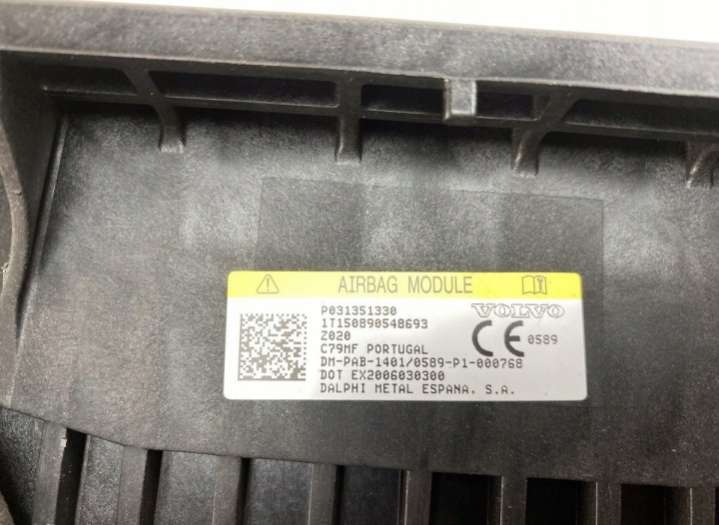 AIRBAG MODULE
P031351330
VOLVO
1T150890548693
Z020
CE 0589
C79MF PORTUGAL
DM-PAB-1401/0589-P1-000768
DOT EX2006030300
DALPHI METAL ESPANA. S.A.